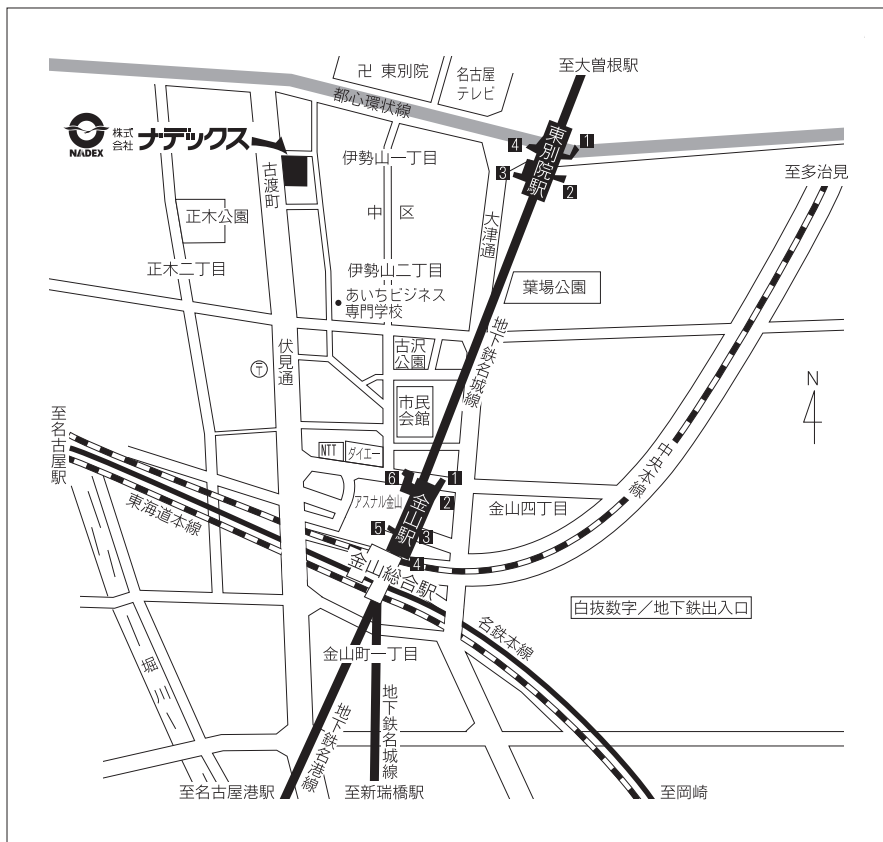 至大曽根駅
卍 東別院
名古屋
テレビ
都心環状線
NADEX
株式
会社
ナデックス
4
1
東別院駅
3
2
伊勢山一丁目
古渡町
至多治見
正木公園
中区
大津通
正木二丁目
伊勢山二丁目
葉場公園
あいちビジネス
専門学校
地下鉄名城線
伏見通
古沢
公園
〒
N
市民
会館
至名古屋駅
中央本線
NTT
ダイエー
6
1
アスナル金山
2
金山四丁目
東海道本線
5
金山駅
3
4
金山総合駅
白抜数字／地下鉄出入口
名鉄本線
堀川
金山町一丁目
地下鉄名港線
地下鉄名城線
至名古屋港駅
至新瑞橋駅
至岡崎